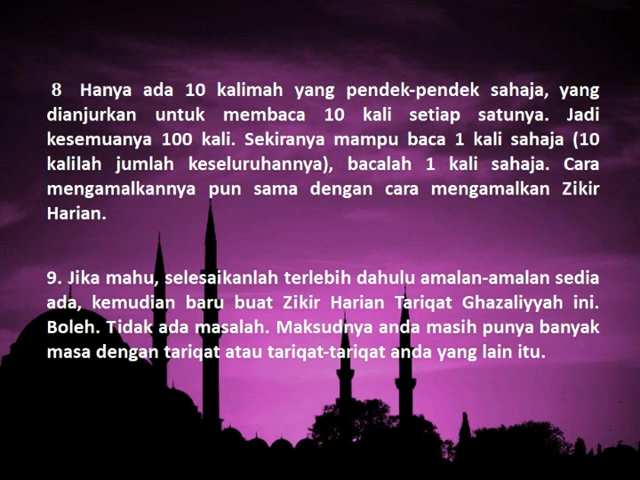 8 Hanya ada 10 kalimah yang pendek-pendek sahaja, yang
dianjurkan untuk membaca 10 kali setiap satunya. Jadi
kesemuanya 100 kali. Sekiranya mampu baca 1 kali sahaja (10
kalilah jumlah keseluruhannya), bacalah 1 kali sahaja. Cara
mengamalkannya pun sama dengan cara mengamalkan Zikir
Harian.
9. Jika mahu, selesaikanlah terlebih dahulu amalan-amalan sedia
ada, kemudian baru buat Zikir Harian Tariqat Ghazaliyyah ini.
Boleh. Tidak ada masalah. Maksudnya anda masih punya banyak
masa dengan tariqat atau tariqat-tariqat anda yang lain itu.